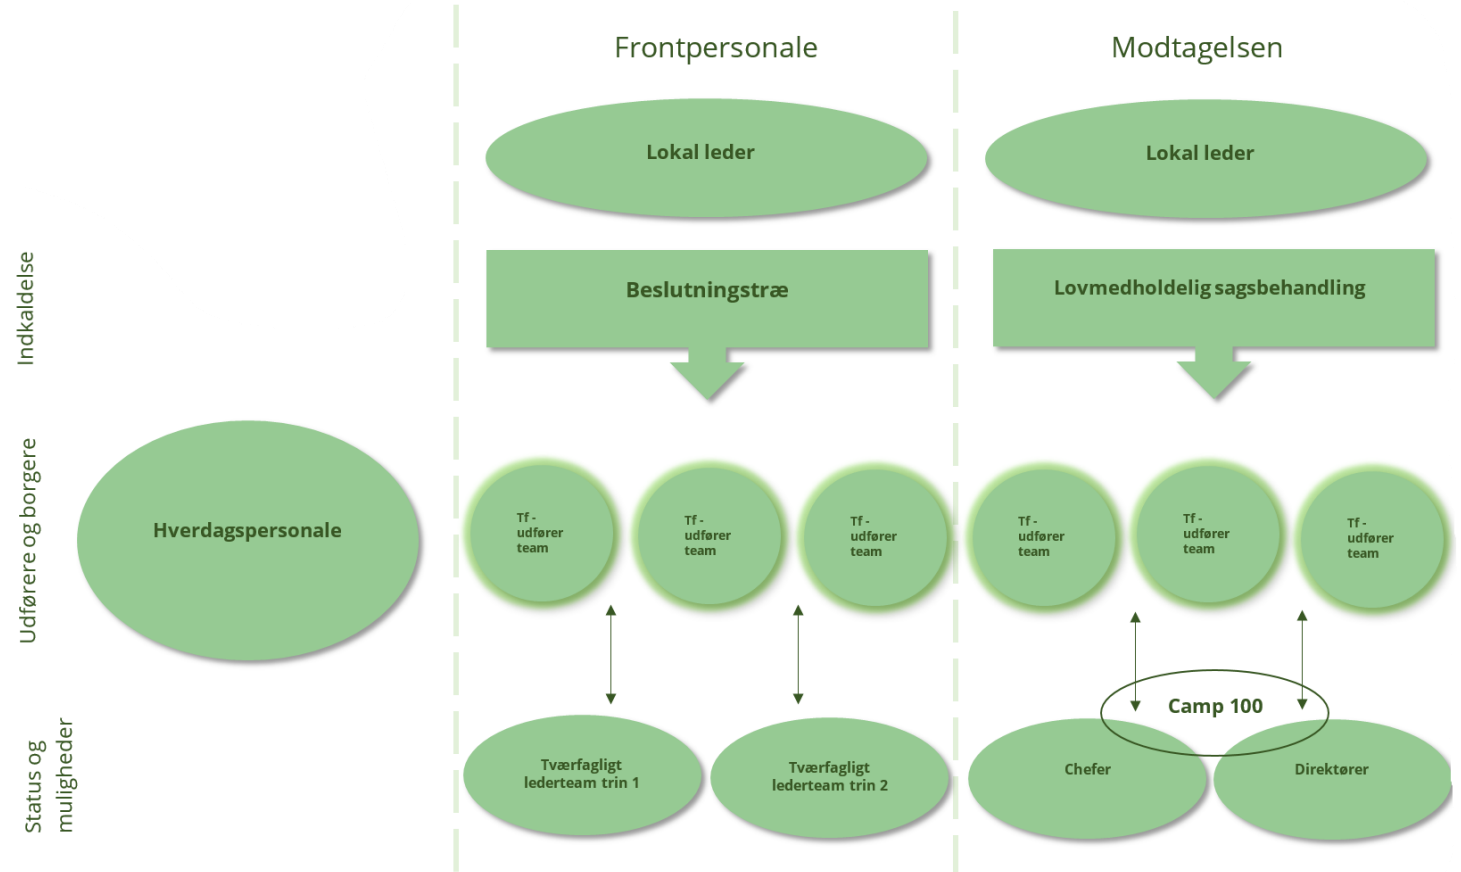 Frontpersonale
Modtagelsen
Lokal leder
Lokal leder
Indkaldelse
Beslutningstræ
Lovmedholdelig sagsbehandling
Udførere og borgere
Hverdagspersonale
Tf -
udfører
team
Tf -
udfører
team
Tf -
udfører
team
Tf -
udfører
team
Tf -
udfører
team
Tf -
udfører
team
Status og
muligheder
Camp 100
Tværfagligt
lederteam trin 1
Tværfagligt
lederteam trin 2
Chefer
Direktører